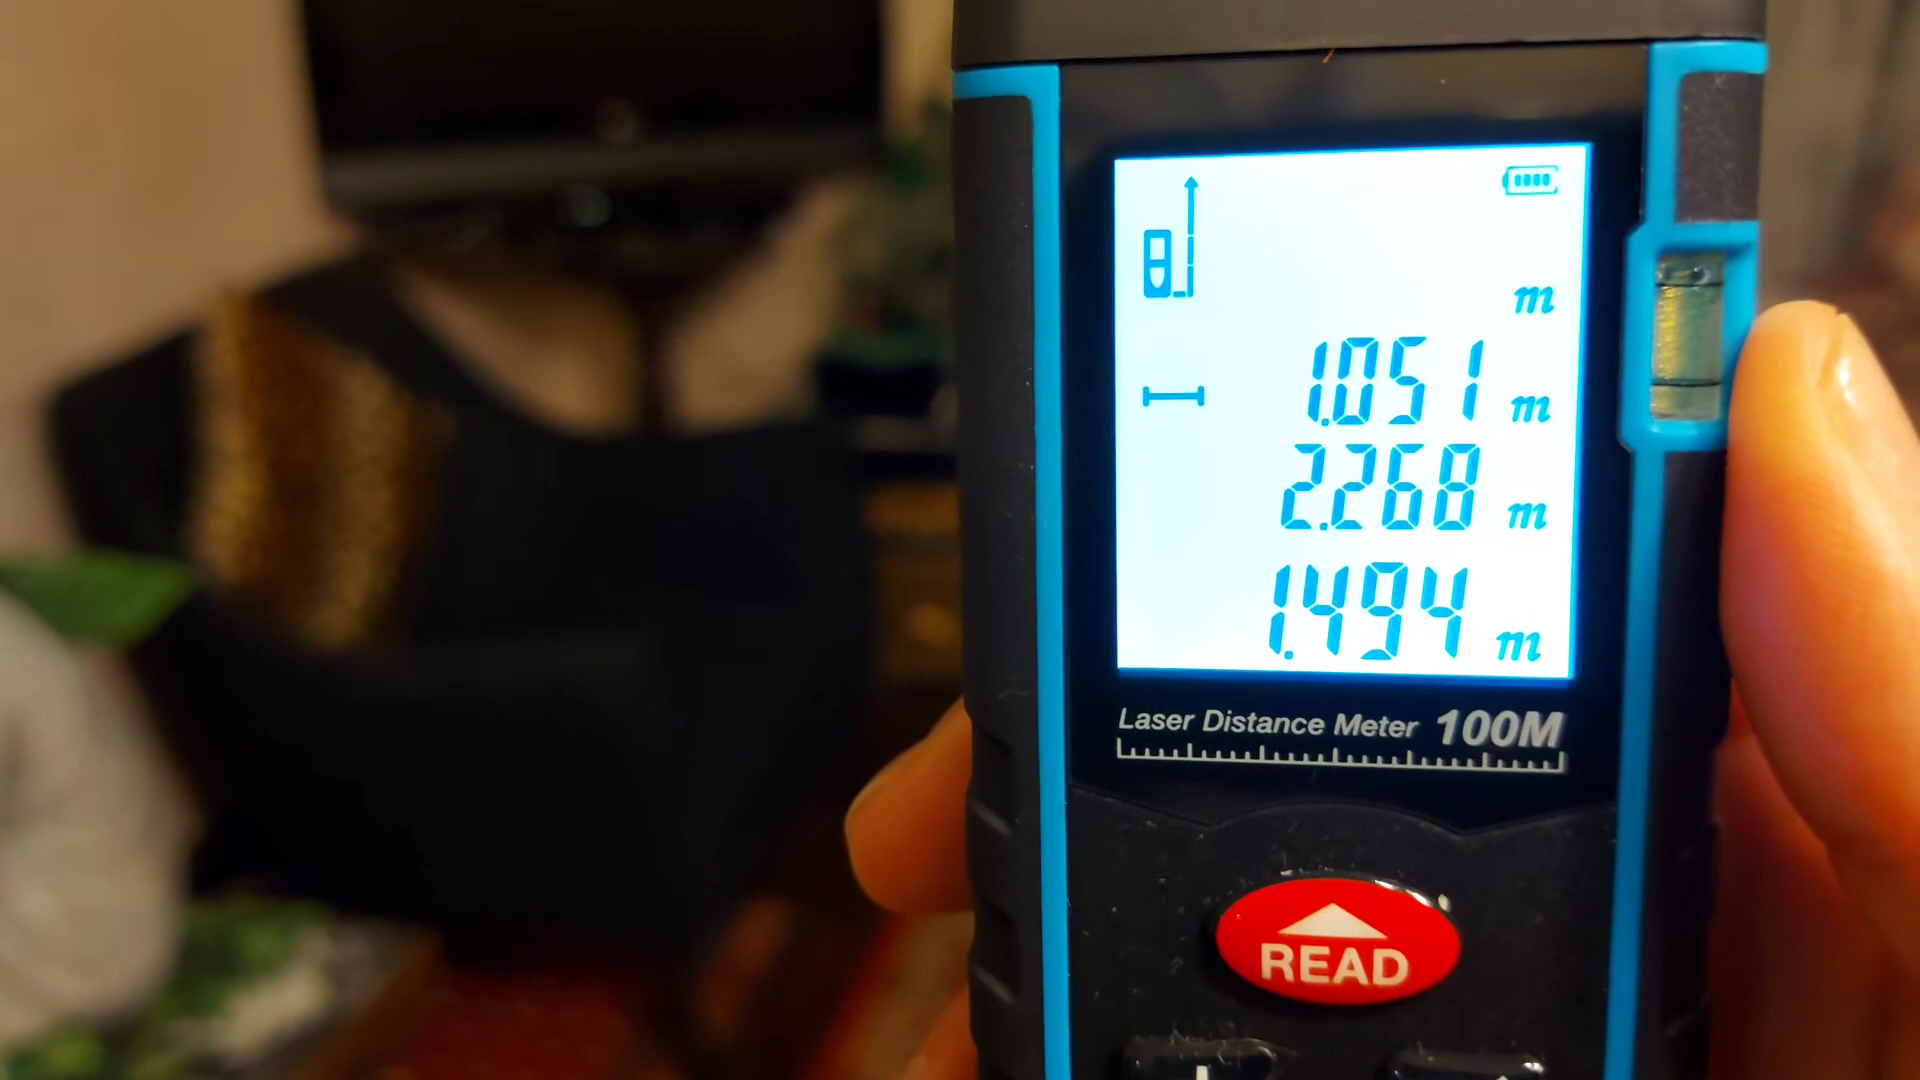 m
1.051 m
2.268 m
1.494 m
Laser Distance Meter 100M
READ